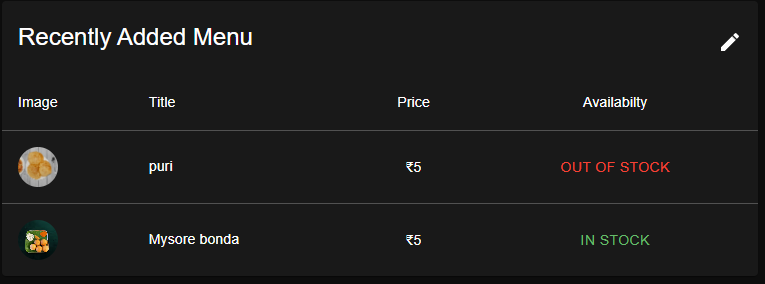 Recently Added Menu
Image Title Price Availabilty
puri ₹5 OUT OF STOCK
Mysore bonda ₹5 IN STOCK